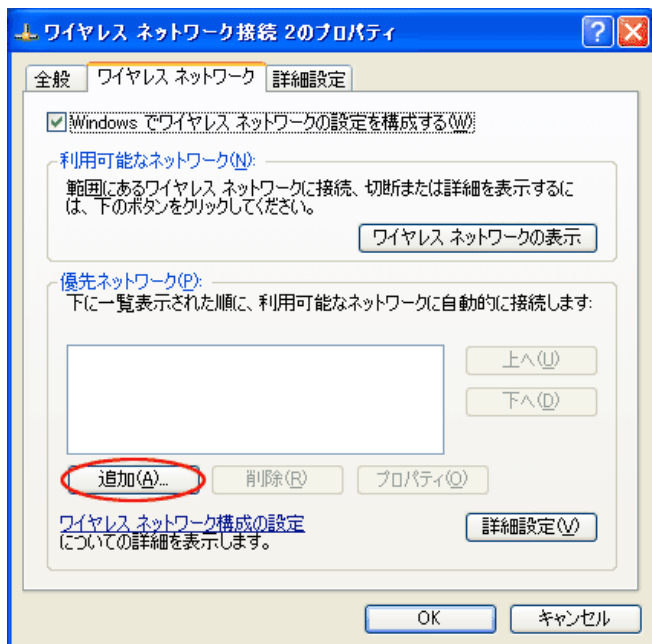 ワイヤレス ネットワーク接続 2のプロパティ
全般 ワイヤレス ネットワーク 詳細設定
Windows でワイヤレス ネットワークの設定を構成する(W)
利用可能なネットワーク(N):
範囲にあるワイヤレス ネットワークに接続、切断または詳細を表示するに
は、下のボタンをクリックしてください。
ワイヤレス ネットワークの表示
優先ネットワーク(P):
下に一覧表示された順に、利用可能なネットワークに自動的に接続します:
上へ(U)
下へ(D)
追加(A)... 削除(R) プロパティ(O)
ワイヤレス ネットワーク構成の設定
についての詳細を表示します。
詳細設定(V)
OK キャンセル